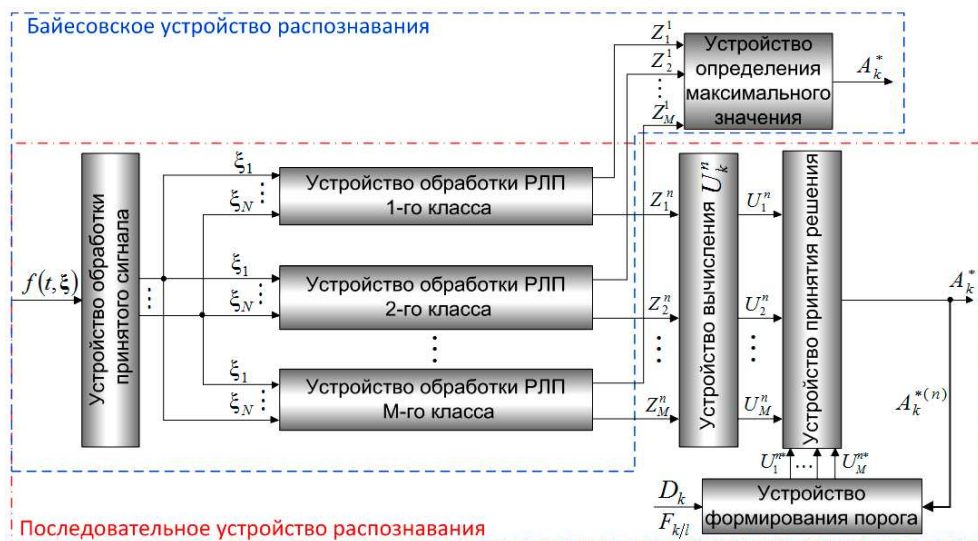 Байесовское устройство распознавания
Z_1^1
Z_2^1
⋮
Z_M^1
Устройство
определения
максимального
значения
A_k^*
f(t,ξ)
Устройство обработки
принятого сигнала
⋮
ξ_1
⋮
ξ_N
Устройство обработки РЛП
1-го класса
ξ_1
⋮
ξ_N
Устройство обработки РЛП
2-го класса
⋮
ξ_1
⋮
ξ_N
Устройство обработки РЛП
М-го класса
Z_1^n
Z_2^n
⋮
Z_M^n
Устройство вычисления U_k^n
U_1^n
U_2^n
⋮
U_M^n
Устройство принятия решения
A_k^*
A_k^{*(n)}
U_1^{n*} ... U_M^{n*}
D_k
F_{k/l}
Устройство
формирования порога
Последовательное устройство распознавания